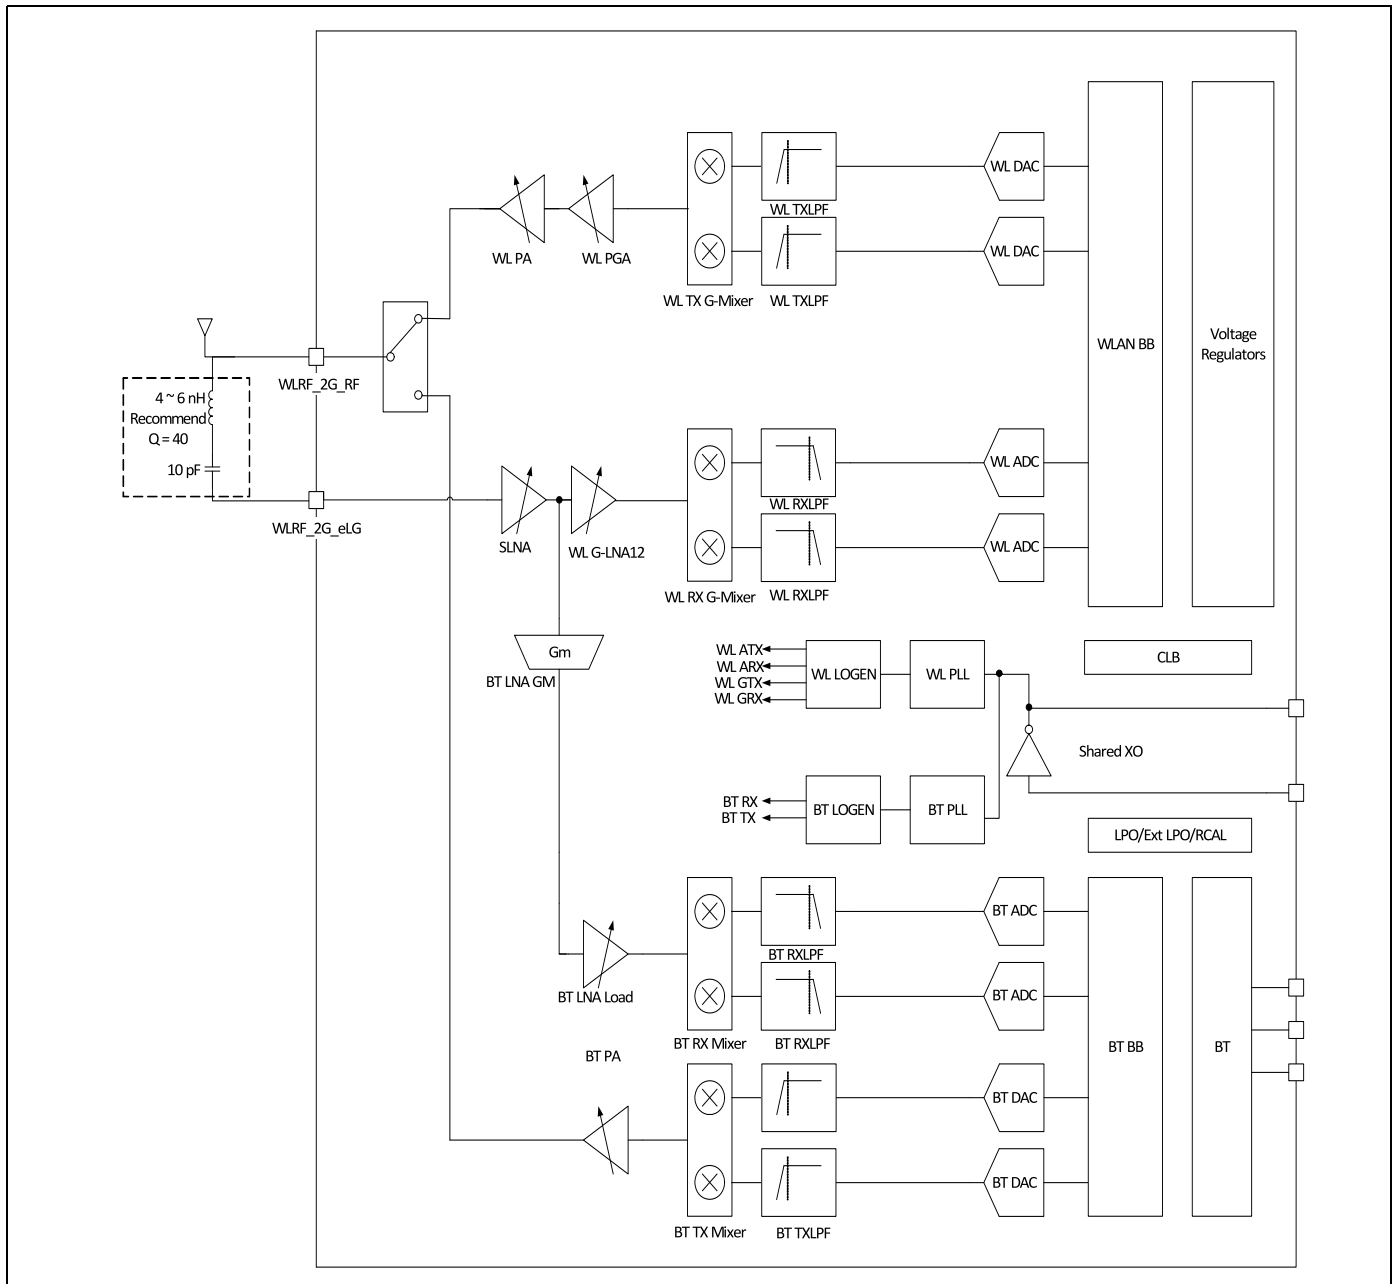 WL DAC
WL TXLPF
WL DAC
WL PA
WL PGA
WL TX G-Mixer
WL TXLPF
WLAN BB
Voltage
Regulators
WLRF_2G_RF
4 ~ 6 nH
Recommend
Q = 40
10 pF
WLRF_2G_eLG
WL ADC
WL RXLPF
SLNA
WL G-LNA12
WL ADC
WL RX G-Mixer
WL RXLPF
Gm
BT LNA GM
WL ATX
WL ARX
WL GTX
WL GRX
WL LOGEN
WL PLL
CLB
Shared XO
BT RX
BT TX
BT LOGEN
BT PLL
LPO/Ext LPO/RCAL
BT ADC
BT RXLPF
BT LNA Load
BT ADC
BT RX Mixer
BT RXLPF
BT BB
BT
BT PA
BT DAC
BT DAC
BT TX Mixer
BT TXLPF